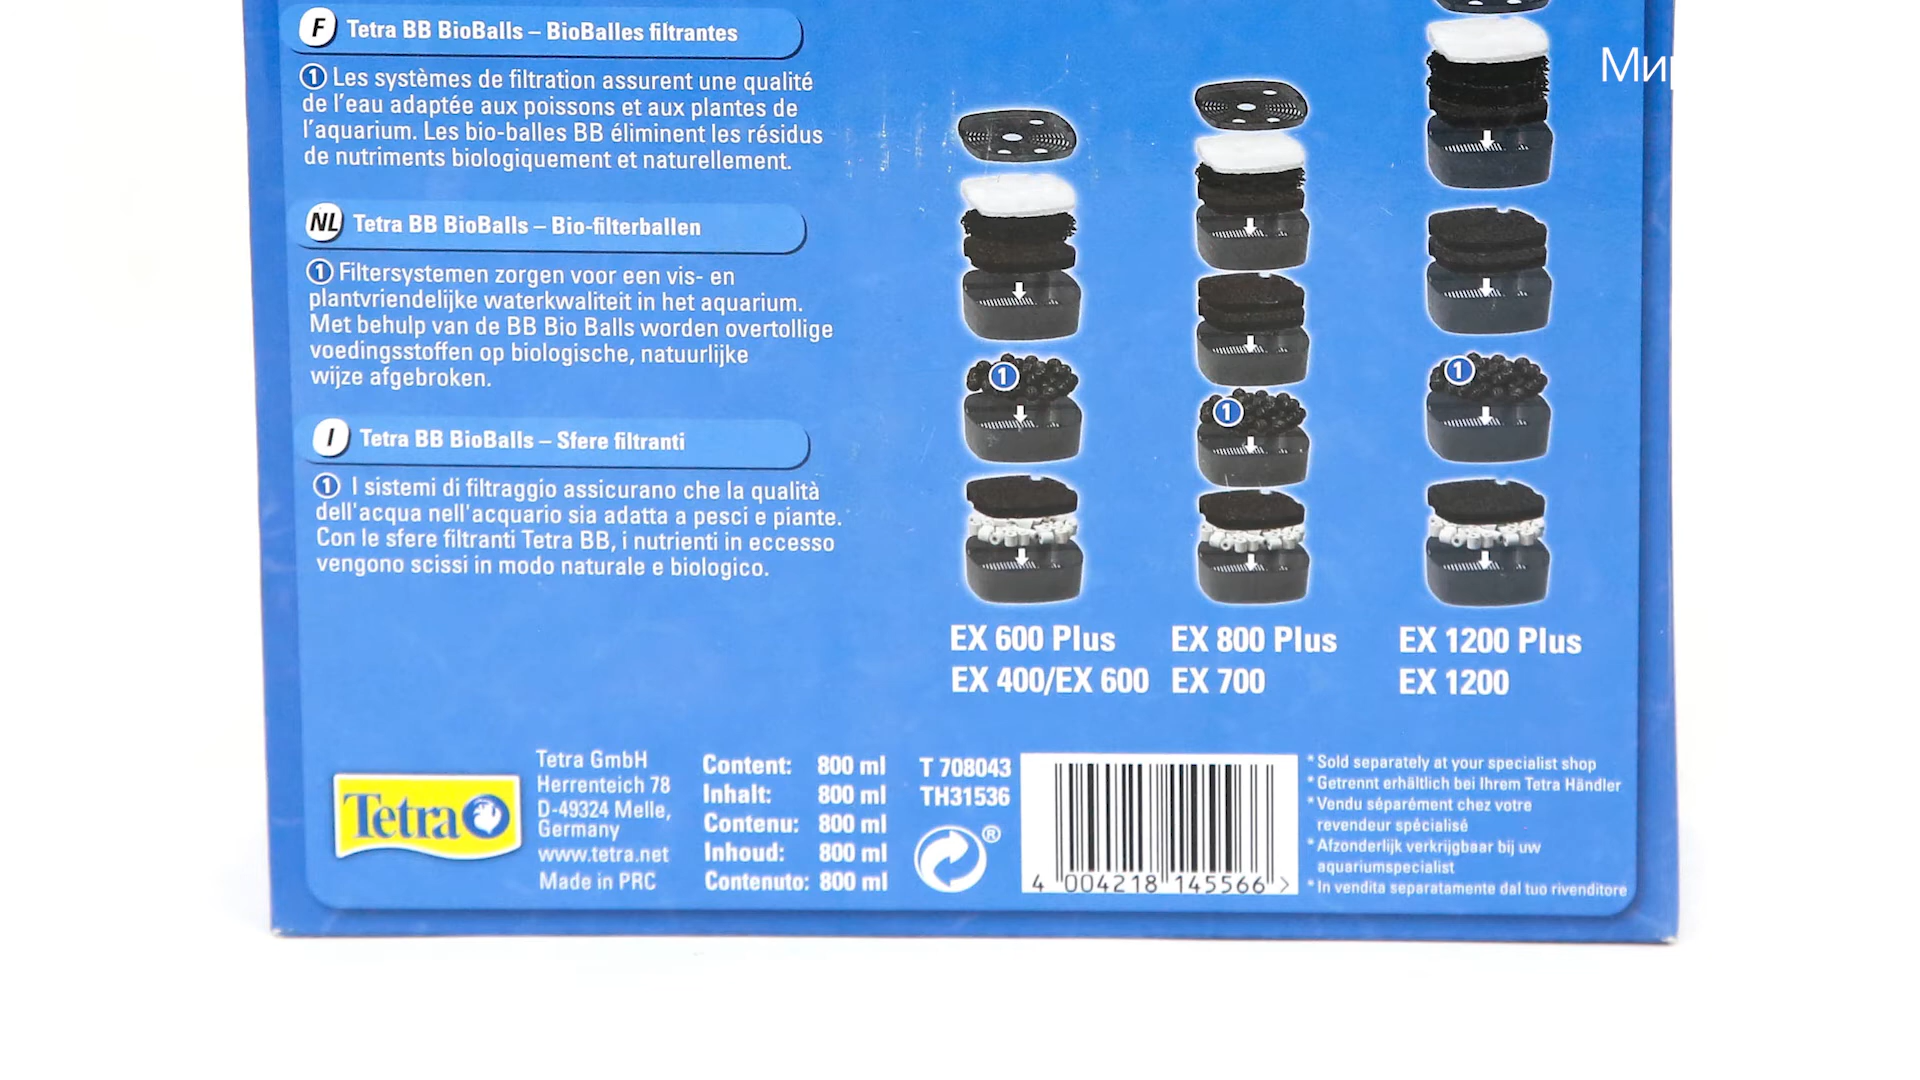 F Tetra BB BioBalls – BioBalles filtrantes
1 Les systèmes de filtration assurent une qualité
de l'eau adaptée aux poissons et aux plantes de
l'aquarium. Les bio-balles BB éliminent les résidus
de nutriments biologiquement et naturellement.
NL Tetra BB BioBalls – Bio-filterballen
1 Filtersystemen zorgen voor een vis- en
plantvriendelijke waterkwaliteit in het aquarium.
Met behulp van de BB Bio Balls worden overtollige
voedingsstoffen op biologische, natuurlijke
wijze afgebroken.
I Tetra BB BioBalls – Sfere filtranti
1 I sistemi di filtraggio assicurano che la qualità
dell'acqua nell'acquario sia adatta a pesci e piante.
Con le sfere filtranti Tetra BB, i nutrienti in eccesso
vengono scissi in modo naturale e biologico.
Ми
1
1
1
EX 600 Plus
EX 400/EX 600
EX 800 Plus
EX 700
EX 1200 Plus
EX 1200
Tetra
Tetra GmbH
Herrenteich 78
D-49324 Melle,
Germany
www.tetra.net
Made in PRC
Content: 800 ml
Inhalt: 800 ml
Contenu: 800 ml
Inhoud: 800 ml
Contenuto: 800 ml
T 708043
TH31536
®
4 004218 145566 >
* Sold separately at your specialist shop
* Getrennt erhältlich bei Ihrem Tetra Händler
* Vendu séparément chez votre
revendeur spécialisé
* Afzonderlijk verkrijgbaar bij uw
aquariumspecialist
* In vendita separatamente dal tuo rivenditore